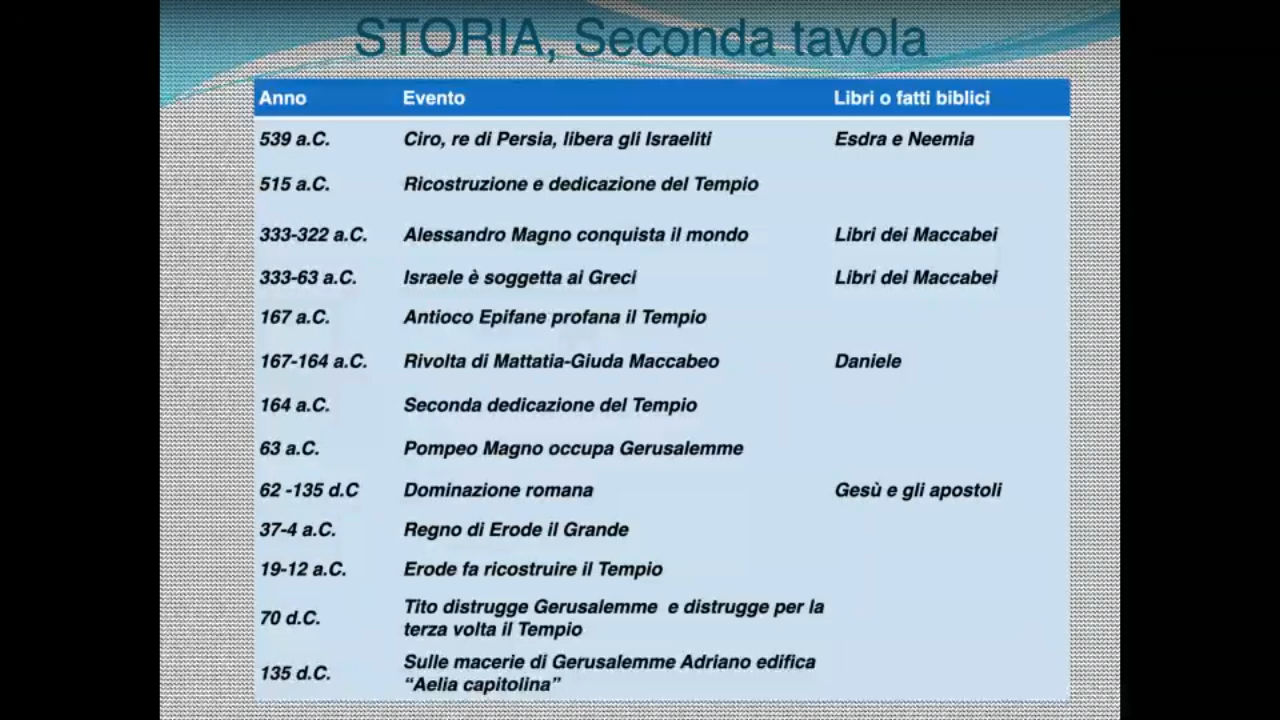 STORIA, Seconda tavola
Anno Evento Libri o fatti biblici
539 a.C. Ciro, re di Persia, libera gli Israeliti Esdra e Neemia
515 a.C. Ricostruzione e dedicazione del Tempio
333-322 a.C. Alessandro Magno conquista il mondo Libri dei Maccabei
333-63 a.C. Israele è soggetta ai Greci Libri dei Maccabei
167 a.C. Antioco Epifane profana il Tempio
167-164 a.C. Rivolta di Mattatia-Giuda Maccabeo Daniele
164 a.C. Seconda dedicazione del Tempio
63 a.C. Pompeo Magno occupa Gerusalemme
62 -135 d.C Dominazione romana Gesù e gli apostoli
37-4 a.C. Regno di Erode il Grande
19-12 a.C. Erode fa ricostruire il Tempio
70 d.C. Tito distrugge Gerusalemme e distrugge per la
terza volta il Tempio
135 d.C. Sulle macerie di Gerusalemme Adriano edifica
“Aelia capitolina”